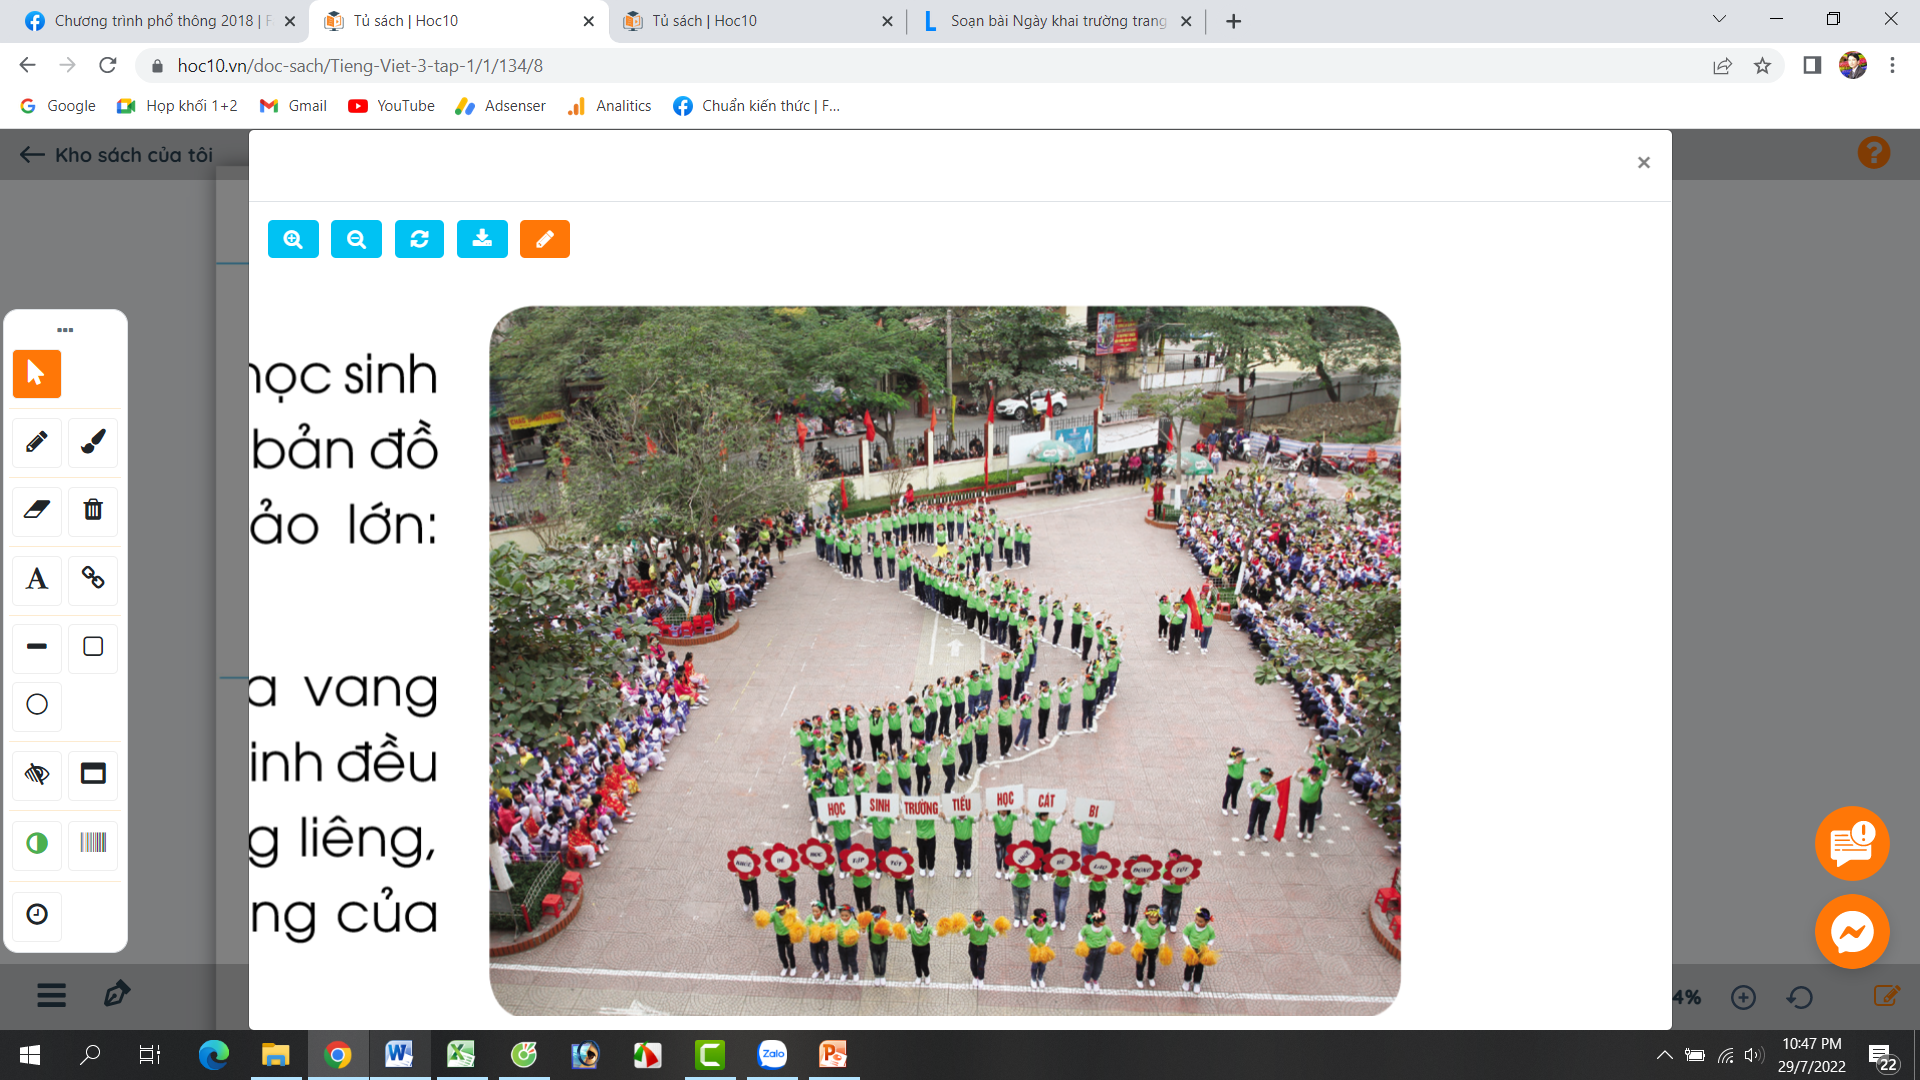 Chương trình phổ thông 2018 | F
Tủ sách | Hoc10
Tủ sách | Hoc10
Soạn bài Ngày khai trường trang
hoc10.vn/doc-sach/Tieng-Viet-3-tap-1/1/134/8
Google
Họp khối 1+2
Gmail
YouTube
Adsenser
Analitics
Chuẩn kiến thức | F...
Kho sách của tôi
học sinh
bản đồ
ảo lớn:
a vang
inh đều
g liêng,
ng của
HỌC SINH TRƯỜNG TIỂU HỌC CÁT BI
4%
Zalo
10:47 PM
29/7/2022
22